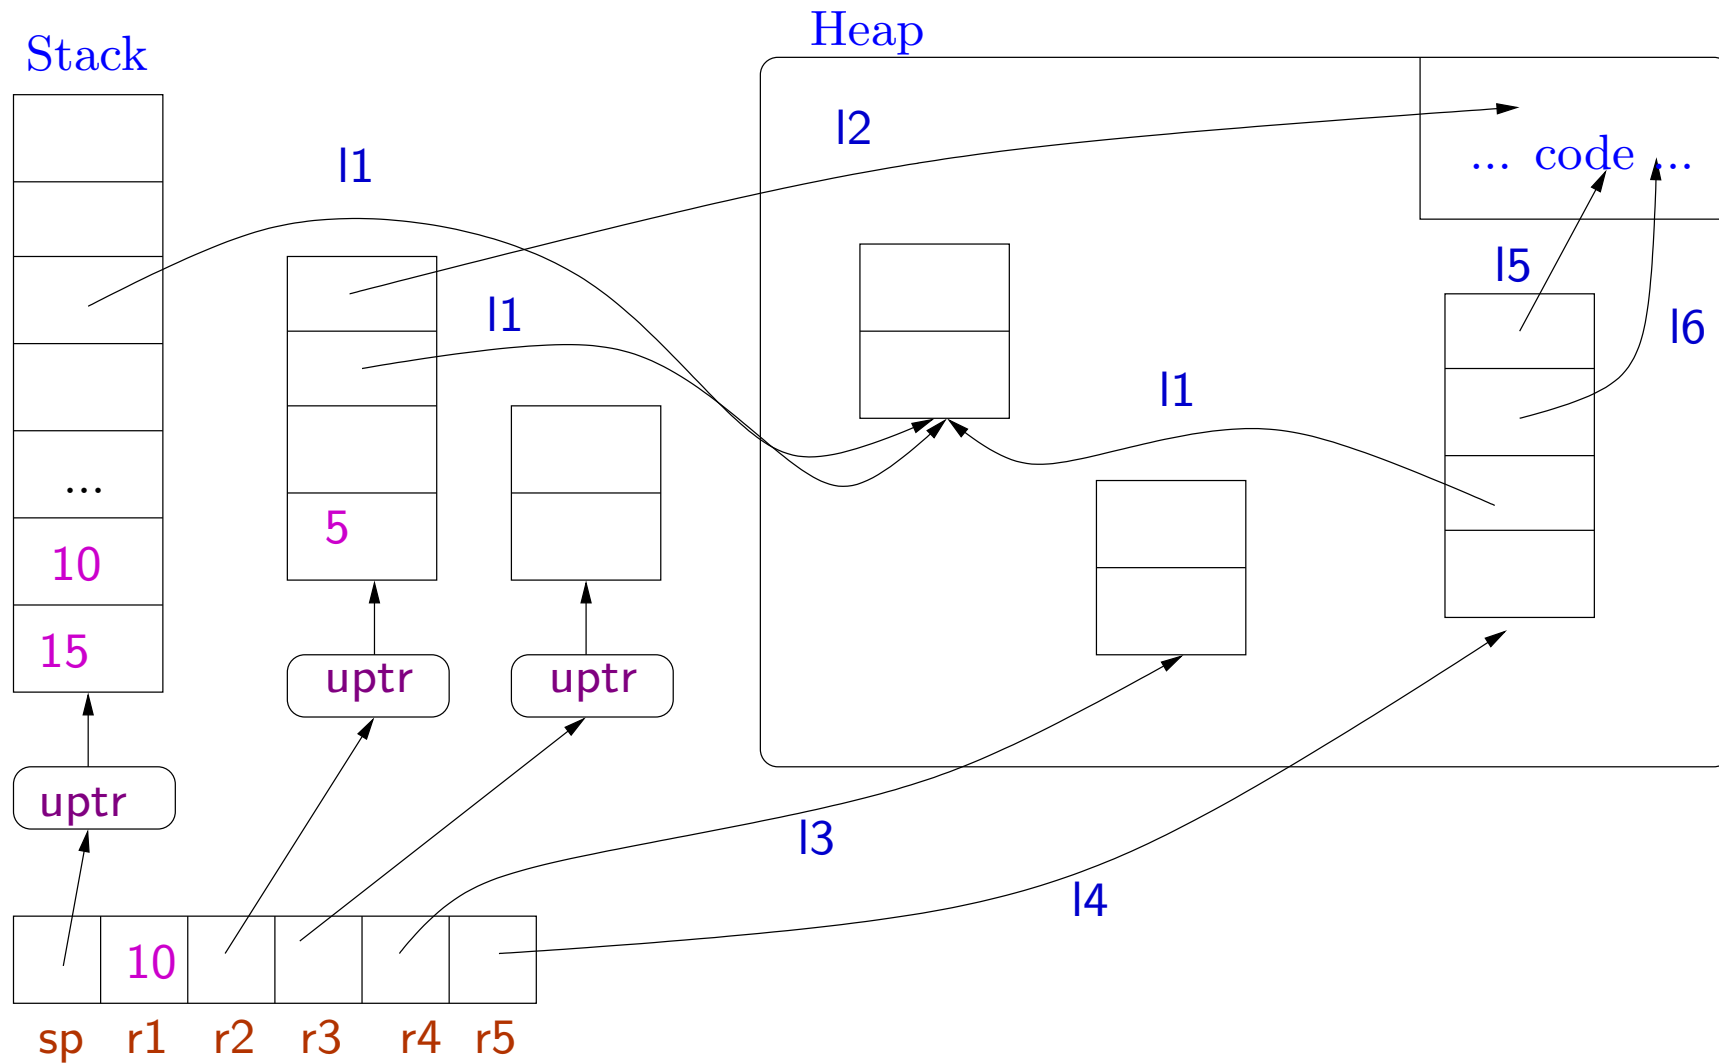 Heap
Stack
l2
l1
... code ...
l5
l1
l6
l1
...
5
10
15
uptr
uptr
uptr
l3
l4
10
sp r1 r2 r3 r4 r5